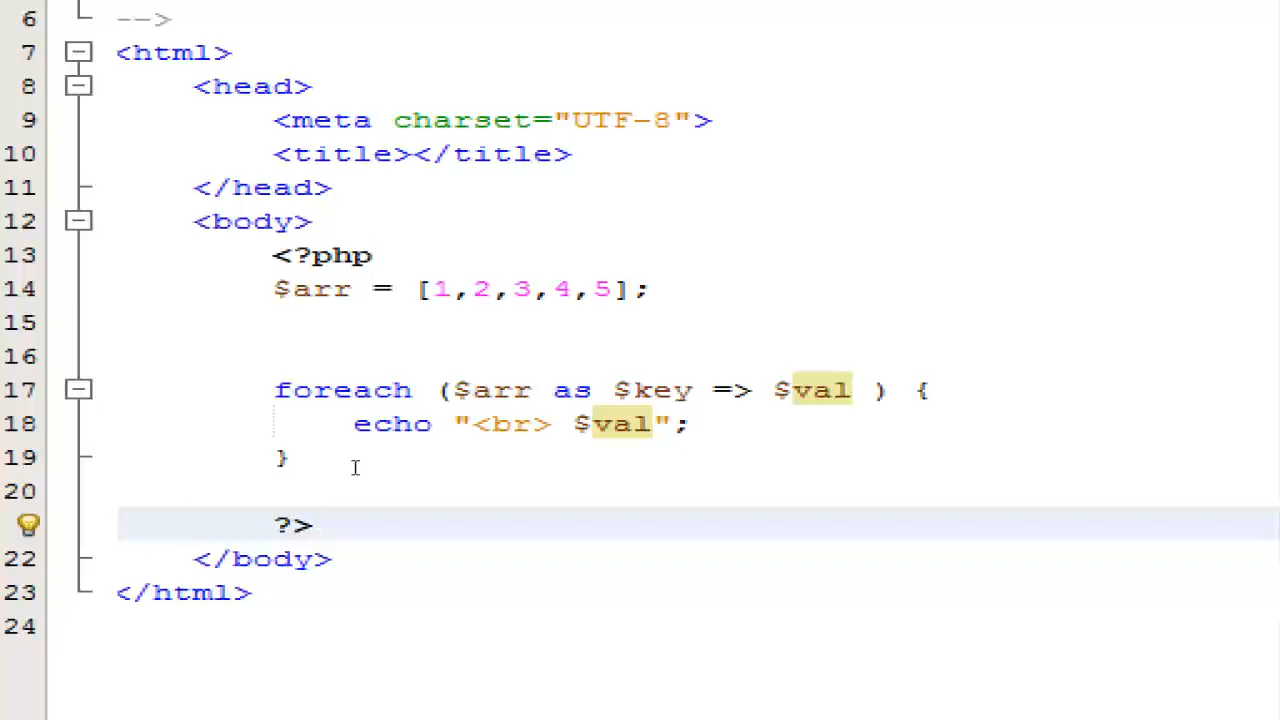 6 -->
7 <html>
8 <head>
9 <meta charset="UTF-8">
10 <title></title>
11 </head>
12 <body>
13 <?php
14 $arr = [1,2,3,4,5];
15
16
17 foreach ($arr as $key => $val ) {
18 echo "<br> $val";
19 }
20
?>
22 </body>
23 </html>
24